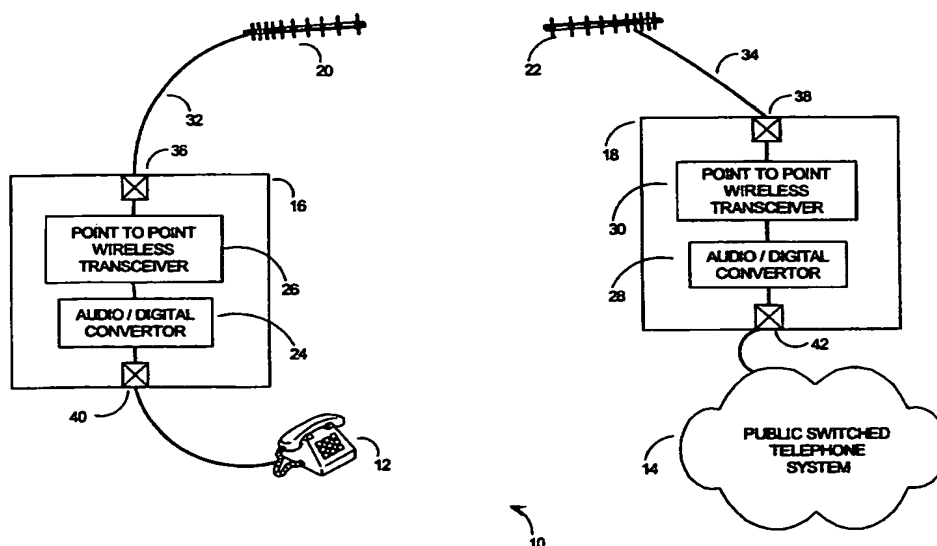 20
22
34
32
38
36
18
16
POINT TO POINT
WIRELESS
TRANSCEIVER
30
POINT TO POINT
WIRELESS
TRANSCEIVER
26
AUDIO / DIGITAL
CONVERTOR
28
AUDIO / DIGITAL
CONVERTOR
24
42
40
12
14
PUBLIC SWITCHED
TELEPHONE
SYSTEM
10